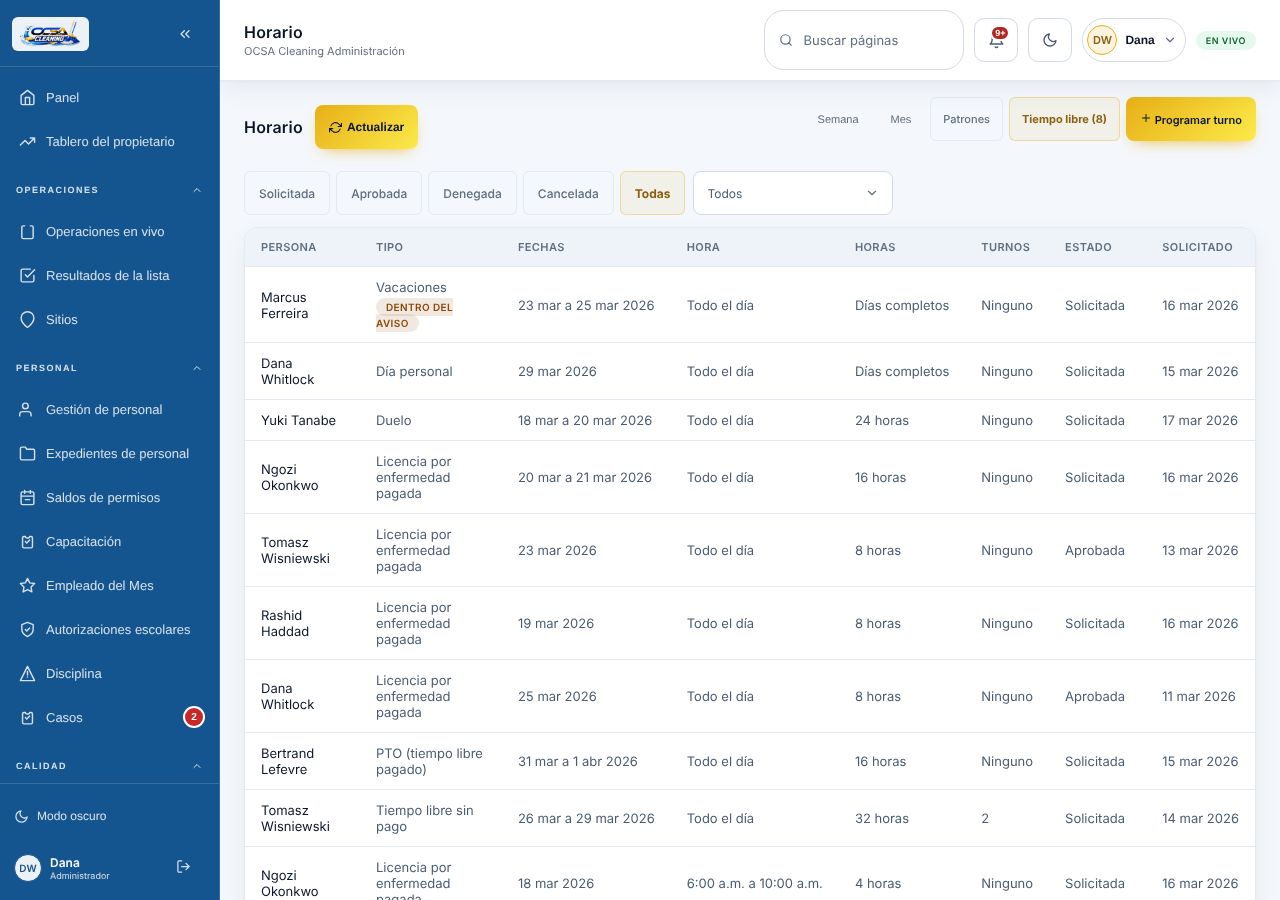 OCSA
CLEANING
Horario
OCSA Cleaning Administración
Buscar páginas
9+
DW
Dana
EN VIVO
Panel
Tablero del propietario
OPERACIONES
Operaciones en vivo
Resultados de la lista
Sitios
PERSONAL
Gestión de personal
Expedientes de personal
Saldos de permisos
Capacitación
Empleado del Mes
Autorizaciones escolares
Disciplina
Casos
2
CALIDAD
Modo oscuro
DW
Dana
Administrador
Horario
Actualizar
Semana
Mes
Patrones
Tiempo libre (8)
+ Programar turno
Solicitada
Aprobada
Denegada
Cancelada
Todas
Todos
PERSONA TIPO FECHAS HORA HORAS TURNOS ESTADO SOLICITADO
Marcus Ferreira
Vacaciones
DENTRO DEL AVISO
23 mar a 25 mar 2026 Todo el día Días completos Ninguno Solicitada 16 mar 2026
Dana Whitlock
Día personal 29 mar 2026 Todo el día Días completos Ninguno Solicitada 15 mar 2026
Yuki Tanabe Duelo 18 mar a 20 mar 2026 Todo el día 24 horas Ninguno Solicitada 17 mar 2026
Ngozi Okonkwo
Licencia por enfermedad pagada
20 mar a 21 mar 2026 Todo el día 16 horas Ninguno Solicitada 16 mar 2026
Tomasz Wisniewski
Licencia por enfermedad pagada
23 mar 2026 Todo el día 8 horas Ninguno Aprobada 13 mar 2026
Rashid Haddad
Licencia por enfermedad pagada
19 mar 2026 Todo el día 8 horas Ninguno Solicitada 16 mar 2026
Dana Whitlock
Licencia por enfermedad pagada
25 mar 2026 Todo el día 8 horas Ninguno Aprobada 11 mar 2026
Bertrand Lefevre
PTO (tiempo libre pagado)
31 mar a 1 abr 2026 Todo el día 16 horas Ninguno Solicitada 15 mar 2026
Tomasz Wisniewski
Tiempo libre sin pago
26 mar a 29 mar 2026 Todo el día 32 horas 2 Solicitada 14 mar 2026
Ngozi Okonkwo
Licencia por enfermedad pagada
18 mar 2026 6:00 a.m. a 10:00 a.m. 4 horas Ninguno Solicitada 16 mar 2026